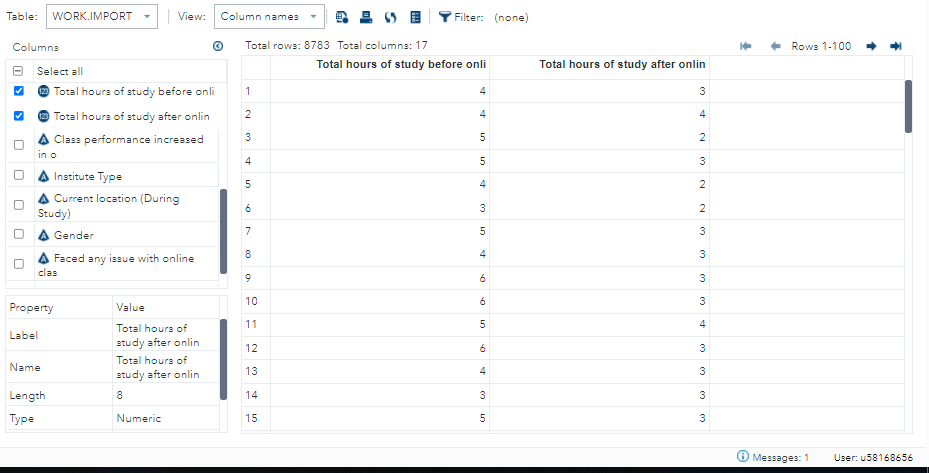 Table: WORK.IMPORT View: Column names Filter: (none)
Columns
Total rows: 8783 Total columns: 17
Rows 1-100
Select all
Total hours of study before onli
Total hours of study after onlin
Class performance increased
in o
Institute Type
Current location (During
Study)
Gender
Faced any issue with online
clas
Property Value
Label Total hours of
study after onlin
Name Total hours of
study after onlin
Length 8
Type Numeric
Total hours of study before onli Total hours of study after onlin
1 4 3
2 4 4
3 5 2
4 5 3
5 4 2
6 3 2
7 5 3
8 4 3
9 6 3
10 6 3
11 5 4
12 6 3
13 4 3
14 3 3
15 5 3
Messages: 1 User: u58168656